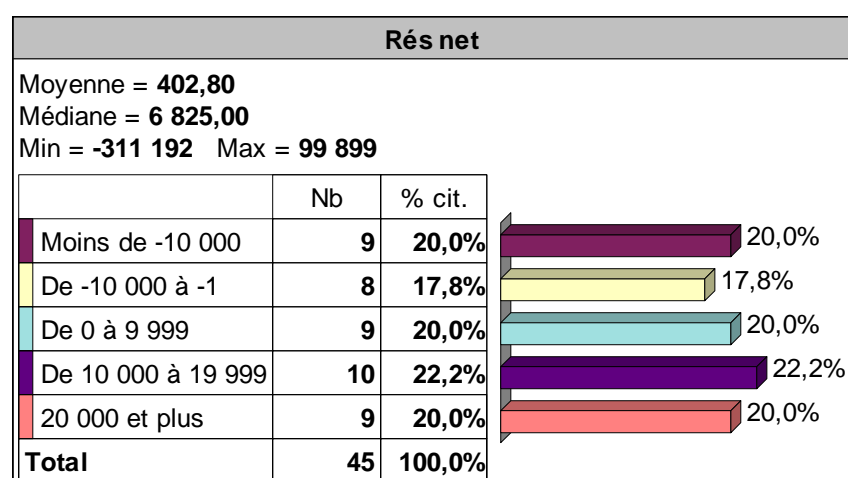 Rés net
Moyenne = 402,80
Médiane = 6 825,00
Min = -311 192 Max = 99 899
Nb % cit.
Moins de -10 000 9 20,0% 20,0%
De -10 000 à -1 8 17,8% 17,8%
De 0 à 9 999 9 20,0% 20,0%
De 10 000 à 19 999 10 22,2% 22,2%
20 000 et plus 9 20,0% 20,0%
Total 45 100,0%